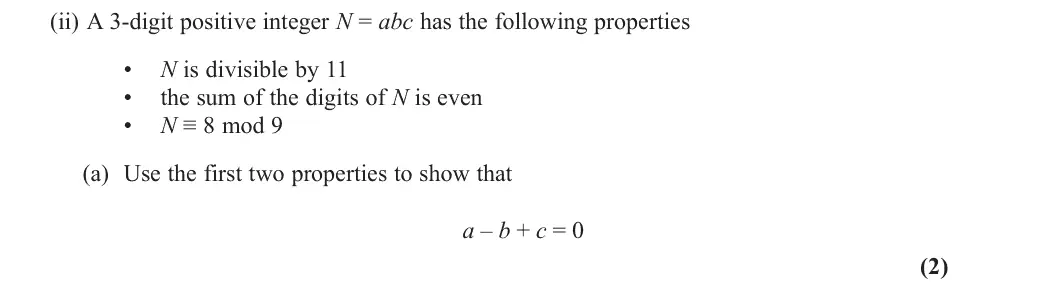 (ii) A 3-digit positive integer N = abc has the following properties
• N is divisible by 11
• the sum of the digits of N is even
• N ≡ 8 mod 9
(a) Use the first two properties to show that
a – b + c = 0
(2)